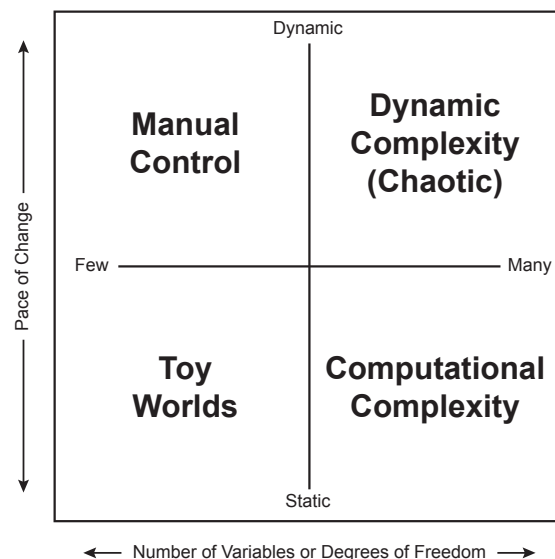 Dynamic
Manual
Control
Dynamic
Complexity
(Chaotic)
Pace of Change
Few
Many
Toy
Worlds
Computational
Complexity
Static
Number of Variables or Degrees of Freedom